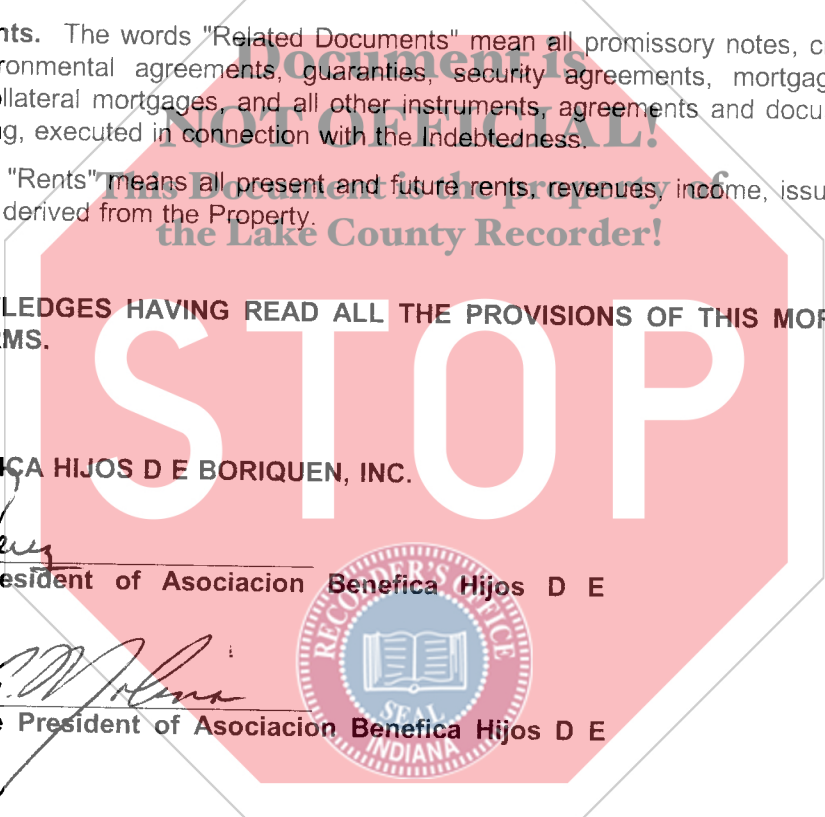 nts. The words "Related Documents" mean all promissory notes, c
ronmental agreements, guaranties, security agreements, mortgag
llateral mortgages, and all other instruments, agreements and docu
g, executed in connection with the Indebtedness.
Document is
NOT OFFICIAL!
This Document is the property of
the Lake County Recorder!
"Rents" means all present and future rents, revenues, income, issu
derived from the Property.
LEDGES HAVING READ ALL THE PROVISIONS OF THIS MOR
RMS.
STOP
ICA HIJOS D E BORIQUEN, INC.
esident of Asociacion Benefica Hijos D E
RECORDER'S OFFICE
SEAL
INDIANA
Molina
e President of Asociacion Benefica Hijos D E